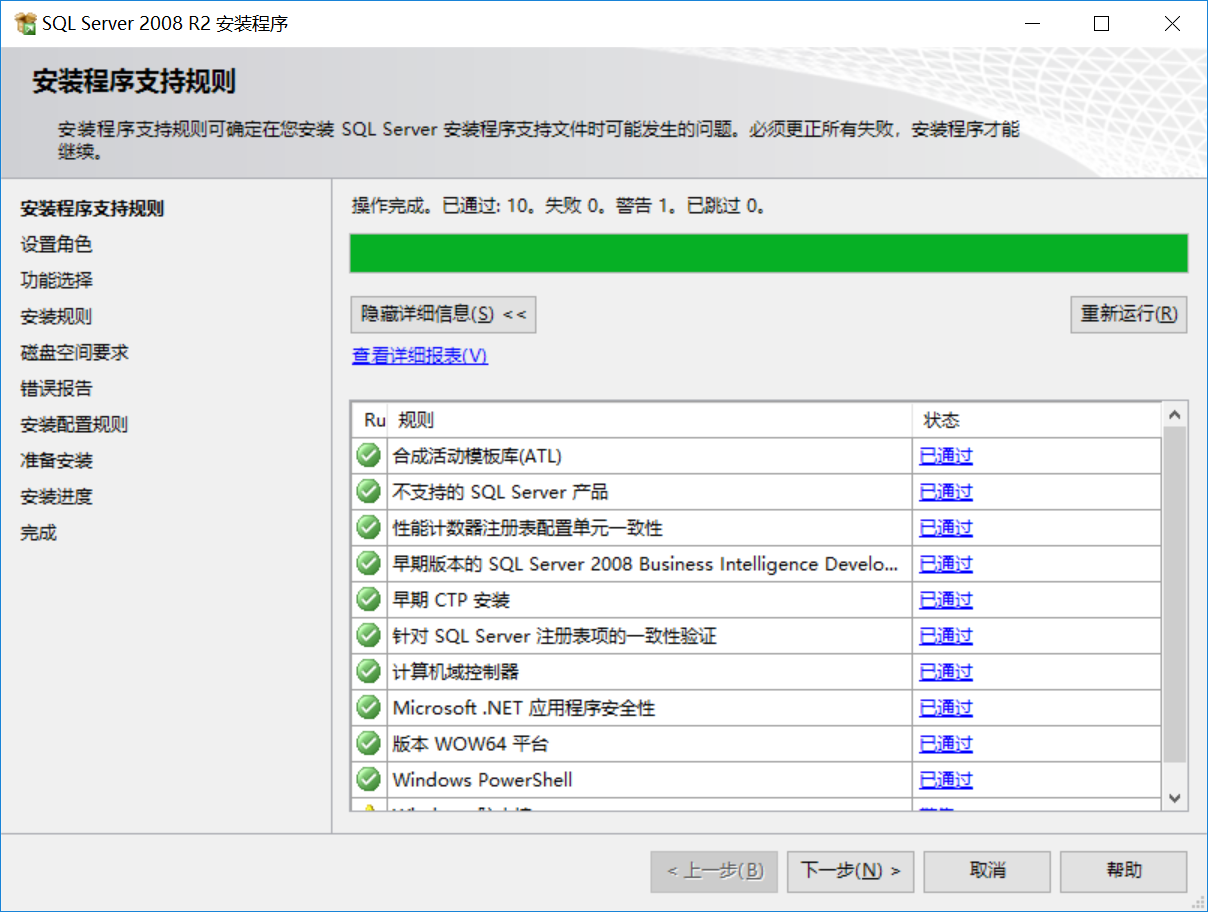 SQL Server 2008 R2 安装程序
安装程序支持规则
安装程序支持规则可确定在您安装 SQL Server 安装程序支持文件时可能发生的问题。必须更正所有失败，安装程序才能
继续。
安装程序支持规则
设置角色
功能选择
安装规则
磁盘空间要求
错误报告
安装配置规则
准备安装
安装进度
完成
操作完成。已通过: 10。失败 0。警告 1。已跳过 0。
隐藏详细信息(S) <<
重新运行(R)
查看详细报表(V)
Ru 规则 状态
合成活动模板库(ATL) 已通过
不支持的 SQL Server 产品 已通过
性能计数器注册表配置单元一致性 已通过
早期版本的 SQL Server 2008 Business Intelligence Develo... 已通过
早期 CTP 安装 已通过
针对 SQL Server 注册表项的一致性验证 已通过
计算机域控制器 已通过
Microsoft .NET 应用程序安全性 已通过
版本 WOW64 平台 已通过
Windows PowerShell 已通过
< 上一步(B) 下一步(N) > 取消 帮助